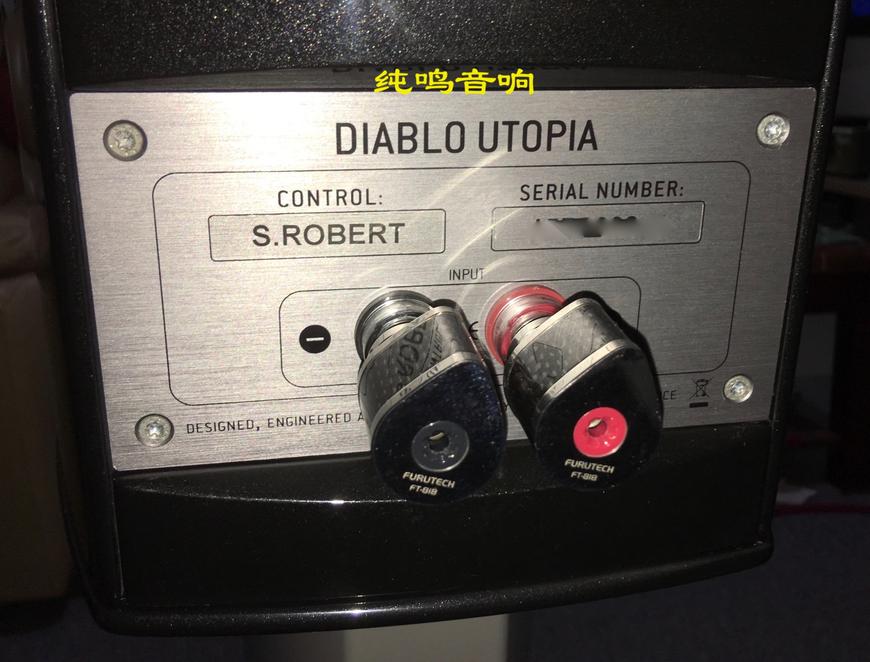 纯鸣音响
DIABLO UTOPIA
CONTROL:
SERIAL NUMBER:
S.ROBERT
INPUT
DESIGNED, ENGINEERED
FURUTECH
FT-818
FURUTECH
FT-818